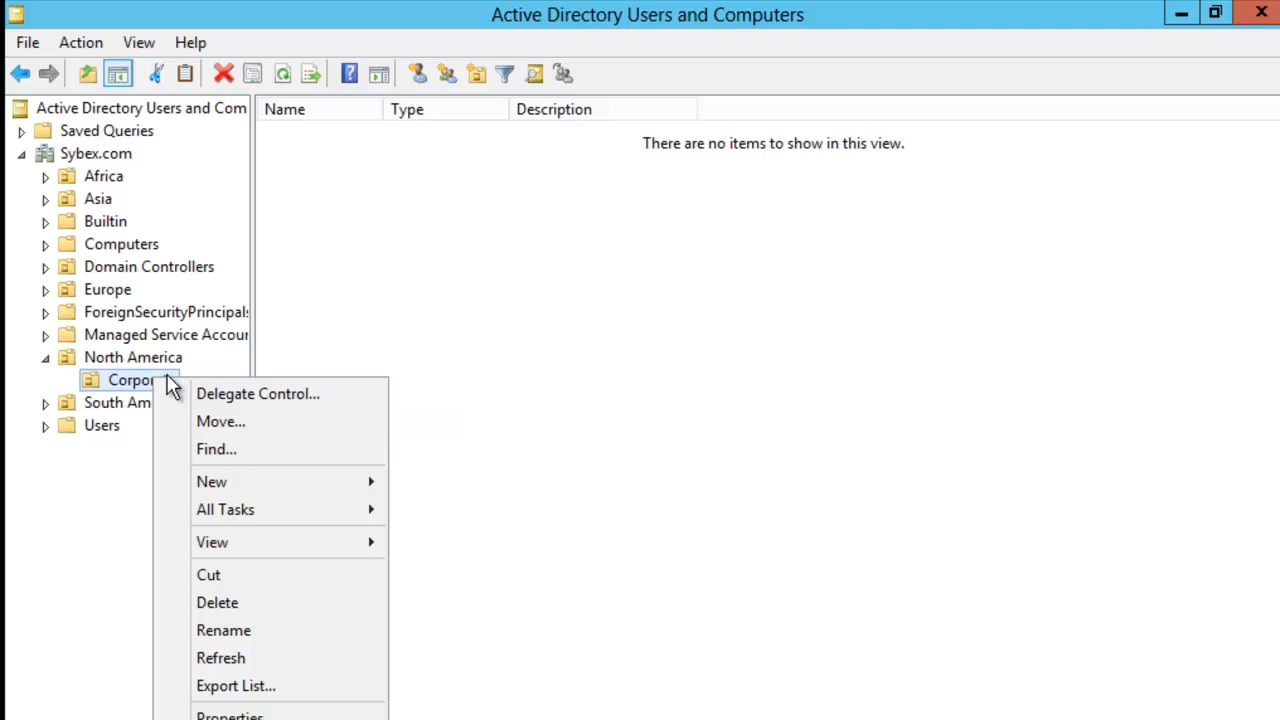 Active Directory Users and Computers
File Action View Help
Active Directory Users and Com
Name Type Description
Saved Queries
There are no items to show in this view.
Sybex.com
Africa
Asia
Builtin
Computers
Domain Controllers
Europe
ForeignSecurityPrincipals
Managed Service Accour
North America
Corpor
South Am
Users
Delegate Control...
Move...
Find...
New
All Tasks
View
Cut
Delete
Rename
Refresh
Export List...
Properties